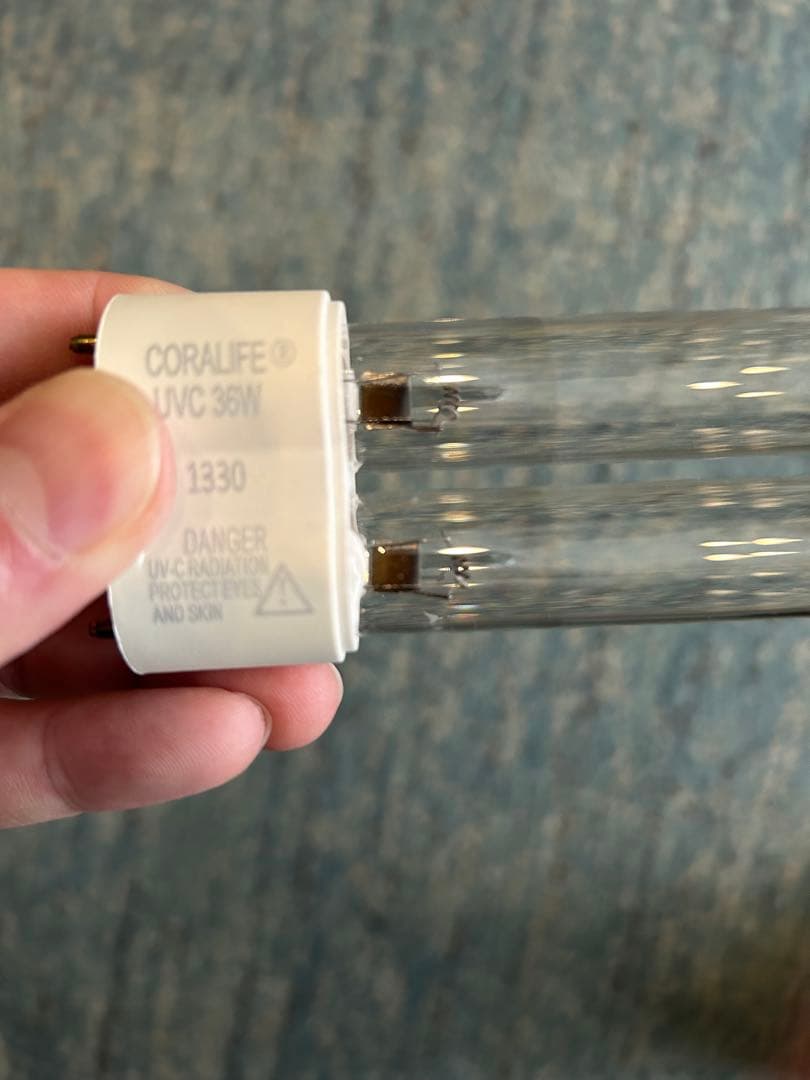 CORALIFE®
UVC 36W
1330
DANGER
UV-C RADIATION
PROTECT EYES
AND SKIN